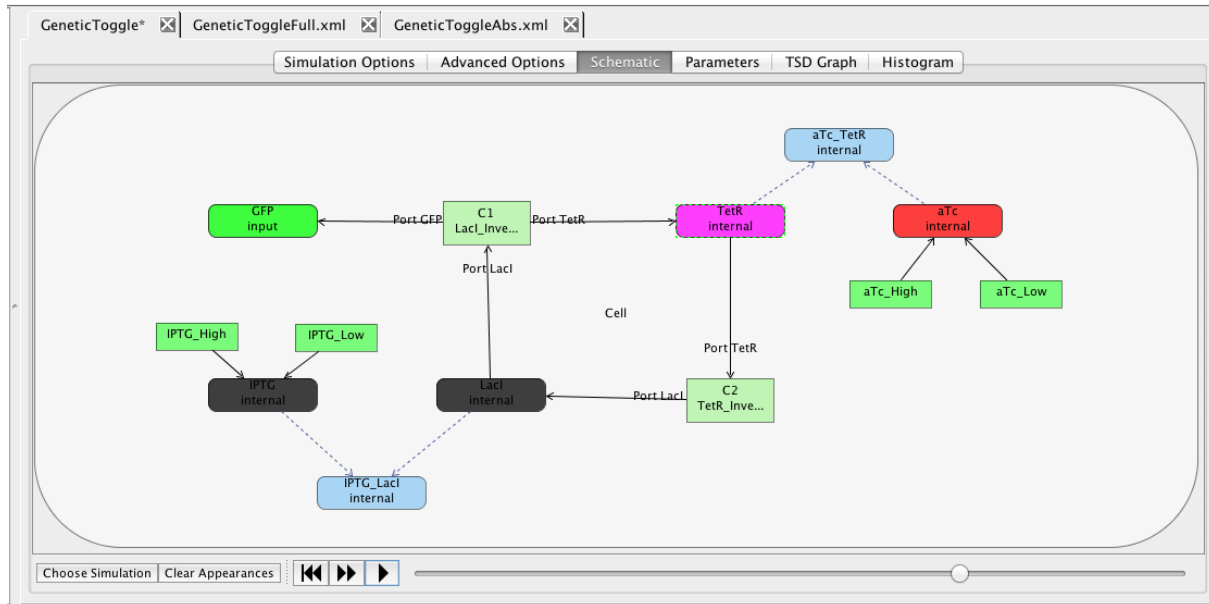 GeneticToggle*
GeneticToggleFull.xml
GeneticToggleAbs.xml
Simulation Options
Advanced Options
Schematic
Parameters
TSD Graph
Histogram
aTc_TetR
internal
GFP
input
Port GFP
C1
LacI_Inve...
Port TetR
TetR
internal
aTc
internal
Port LacI
aTc_High
aTc_Low
Cell
IPTG_High
IPTG_Low
Port TetR
IPTG
internal
LacI
internal
Port LacI
C2
TetR_Inve...
IPTG_LacI
internal
Choose Simulation
Clear Appearances